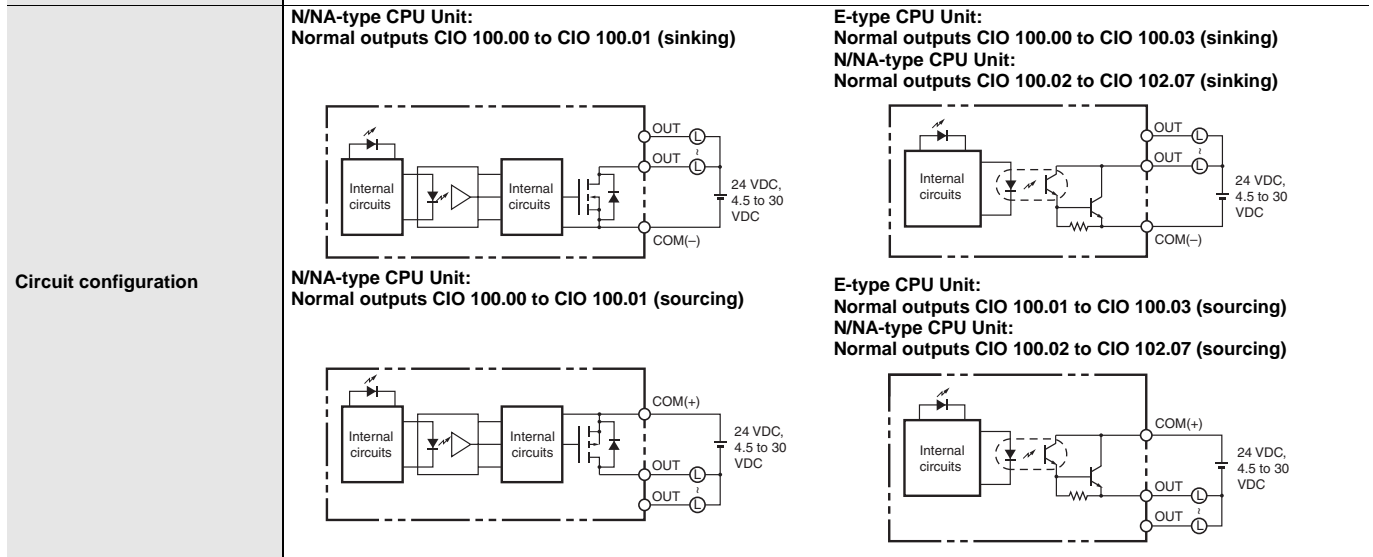 Circuit configuration
N/NA-type CPU Unit:
Normal outputs CIO 100.00 to CIO 100.01 (sinking)
Internal
circuits
Internal
circuits
OUT L
~
OUT L
24 VDC,
4.5 to 30
VDC
COM(–)
E-type CPU Unit:
Normal outputs CIO 100.00 to CIO 100.03 (sinking)
N/NA-type CPU Unit:
Normal outputs CIO 100.02 to CIO 102.07 (sinking)
Internal
circuits
OUT L
~
OUT L
24 VDC,
4.5 to 30
VDC
COM(–)
N/NA-type CPU Unit:
Normal outputs CIO 100.00 to CIO 100.01 (sourcing)
Internal
circuits
Internal
circuits
COM(+)
24 VDC,
4.5 to 30
VDC
OUT L
~
OUT L
E-type CPU Unit:
Normal outputs CIO 100.01 to CIO 100.03 (sourcing)
N/NA-type CPU Unit:
Normal outputs CIO 100.02 to CIO 102.07 (sourcing)
Internal
circuits
COM(+)
24 VDC,
4.5 to 30
VDC
OUT L
~
OUT L